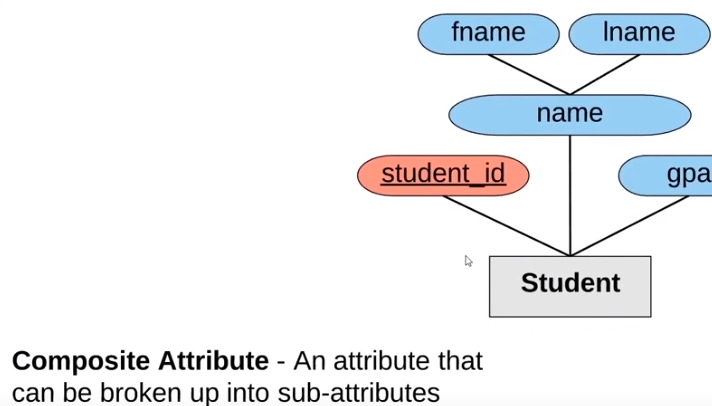 fname lname
name
student_id gpa
Student
Composite Attribute - An attribute that
can be broken up into sub-attributes